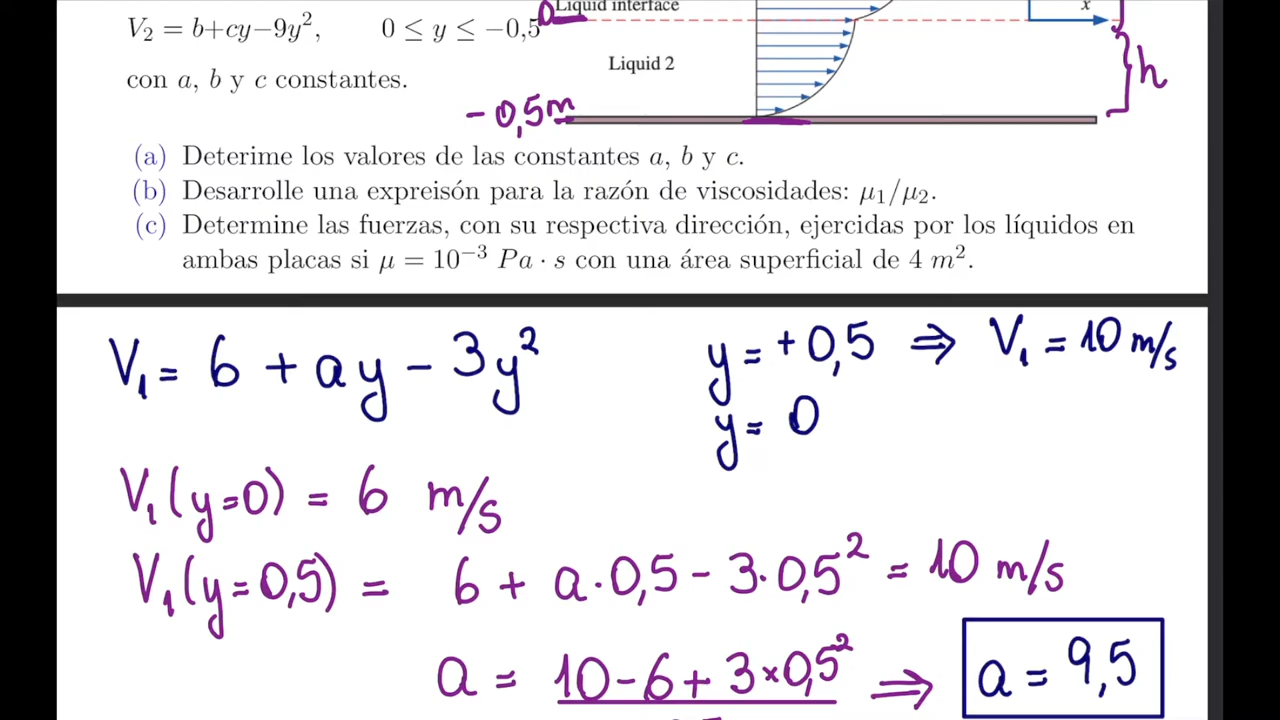 Liquid interface
0
x
V₂ = b+cy−9y², 0 ≤ y ≤ −0,5
Liquid 2
h
con a, b y c constantes.
− 0,5m
(a) Deterime los valores de las constantes a, b y c.
(b) Desarrolle una expreisón para la razón de viscosidades: μ₁/μ₂.
(c) Determine las fuerzas, con su respectiva dirección, ejercidas por los líquidos en
ambas placas si μ = 10⁻³ Pa · s con una área superficial de 4 m².
V₁ = 6 + ay − 3y² y = +0,5 ⇒ V₁ = 10 m/s
y = 0
V₁(y=0) = 6 m/s
V₁(y=0,5) = 6 + a·0,5 − 3·0,5² = 10 m/s
a = 10−6+3×0,5² ⇒ a = 9,5